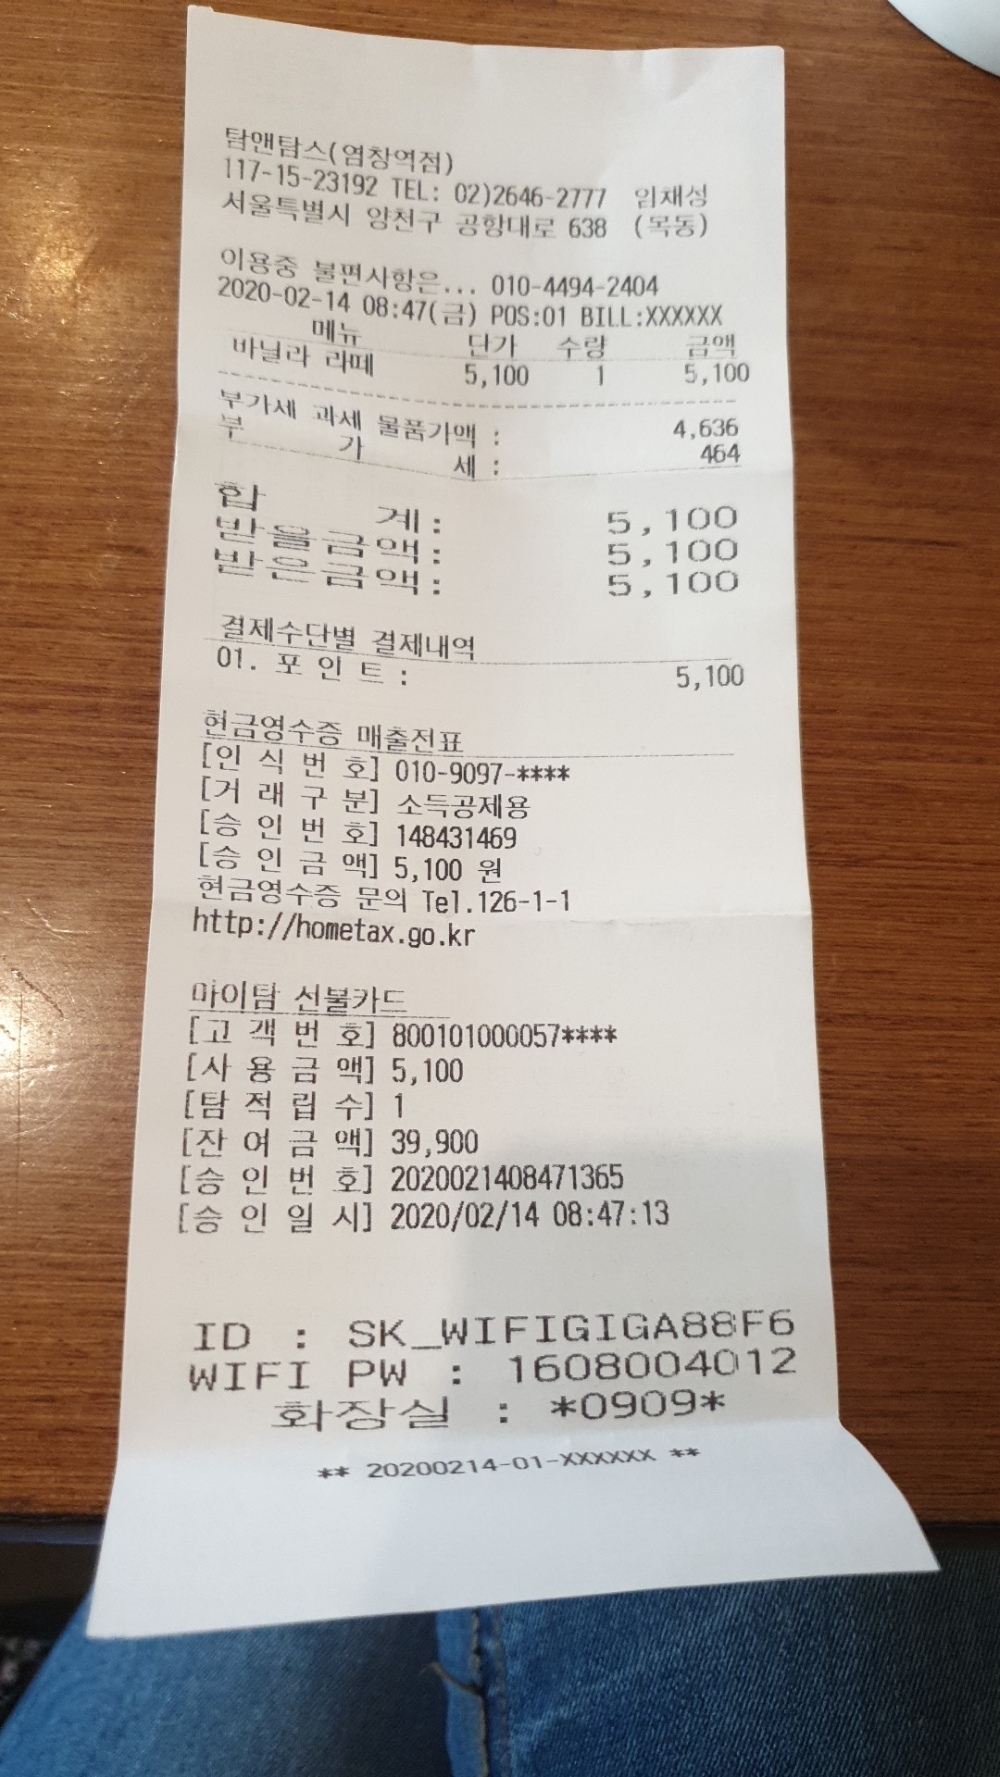 탐앤탐스(염창역점)
117-15-23192 TEL: 02)2646-2777 임채성
서울특별시 양천구 공항대로 638 (목동)
이용중 불편사항은... 010-4494-2404
2020-02-14 08:47(금) POS:01 BILL:XXXXXX
메뉴 단가 수량 금액
바닐라 라떼 5,100 1 5,100
부가세 과세 물품가액 : 4,636
부 가 세 : 464
합 계: 5,100
받을금액: 5,100
받은금액: 5,100
결제수단별 결제내역
01. 포 인 트 : 5,100
현금영수증 매출전표
[인 식 번 호] 010-9097-****
[거 래 구 분] 소득공제용
[승 인 번 호] 148431469
[승 인 금 액] 5,100 원
현금영수증 문의 Tel.126-1-1
http://hometax.go.kr
마이탐 선불카드
[고 객 번 호] 800101000057****
[사 용 금 액] 5,100
[탐 적 립 수] 1
[잔 여 금 액] 39,900
[승 인 번 호] 2020021408471365
[승 인 일 시] 2020/02/14 08:47:13
ID : SK_WIFIGIGA88F6
WIFI PW : 1608004012
화장실 : *0909*
** 20200214-01-XXXXXX **